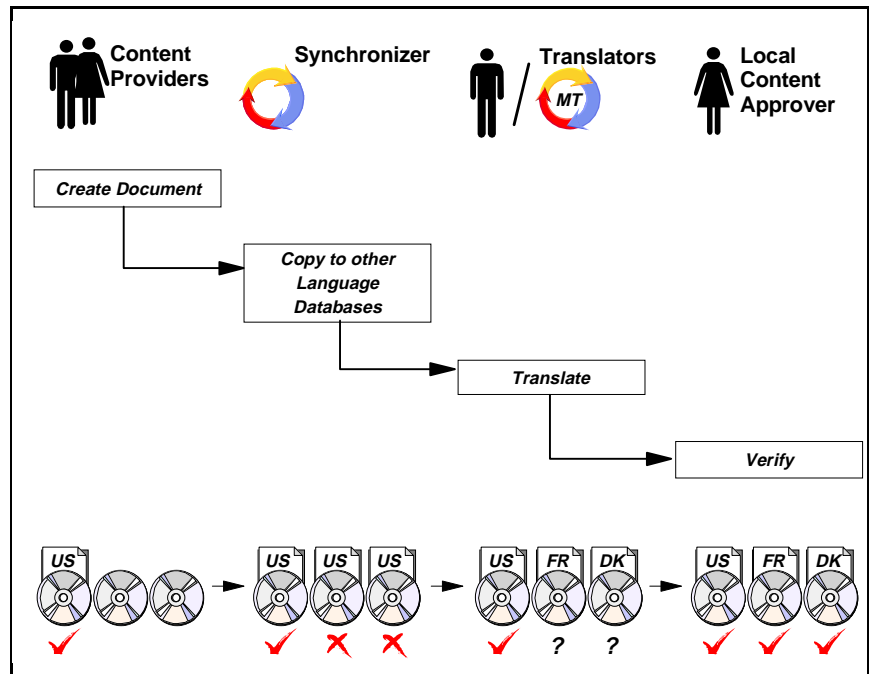 Content
Providers
Synchronizer
/
Translators
MT
Local
Content
Approver
Create Document
Copy to other
Language
Databases
Translate
Verify
US
US US US
US FR DK
US FR DK
? ?